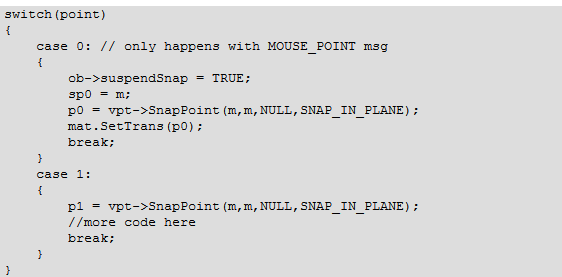 switch(point)
{
    case 0: // only happens with MOUSE_POINT msg
    {
        ob->suspendSnap = TRUE;
        sp0 = m;
        p0 = vpt->SnapPoint(m,m,NULL,SNAP_IN_PLANE);
        mat.SetTrans(p0);
        break;
    }
    case 1:
    {
        p1 = vpt->SnapPoint(m,m,NULL,SNAP_IN_PLANE);
        //more code here
        break;
    }
}